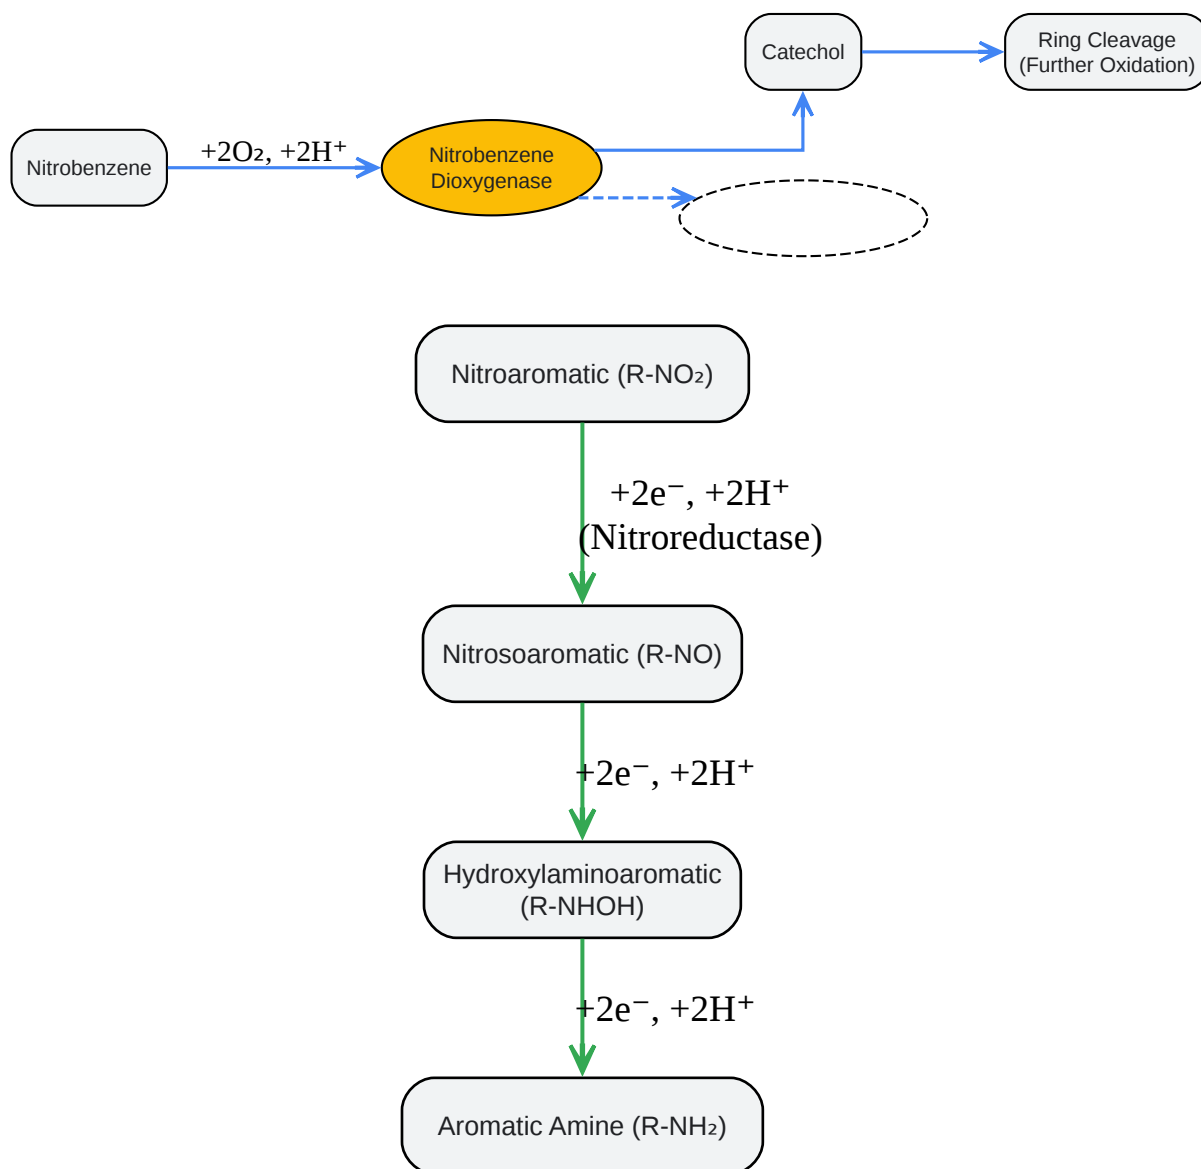 Catechol
Ring Cleavage
(Further Oxidation)
Nitrobenzene
+2O₂, +2H⁺
Nitrobenzene
Dioxygenase
Nitroaromatic (R-NO₂)
+2e⁻, +2H⁺
(Nitroreductase)
Nitrosoaromatic (R-NO)
+2e⁻, +2H⁺
Hydroxylaminoaromatic
(R-NHOH)
+2e⁻, +2H⁺
Aromatic Amine (R-NH₂)